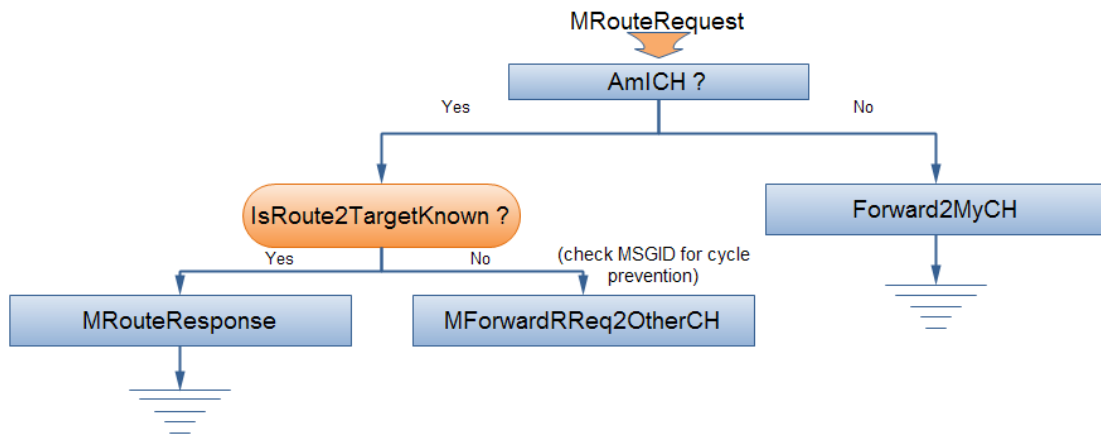 MRouteRequest
AmICH ?
Yes
No
IsRoute2TargetKnown ?
Forward2MyCH
Yes
No
(check MSGID for cycle
prevention)
MRouteResponse
MForwardRReq2OtherCH